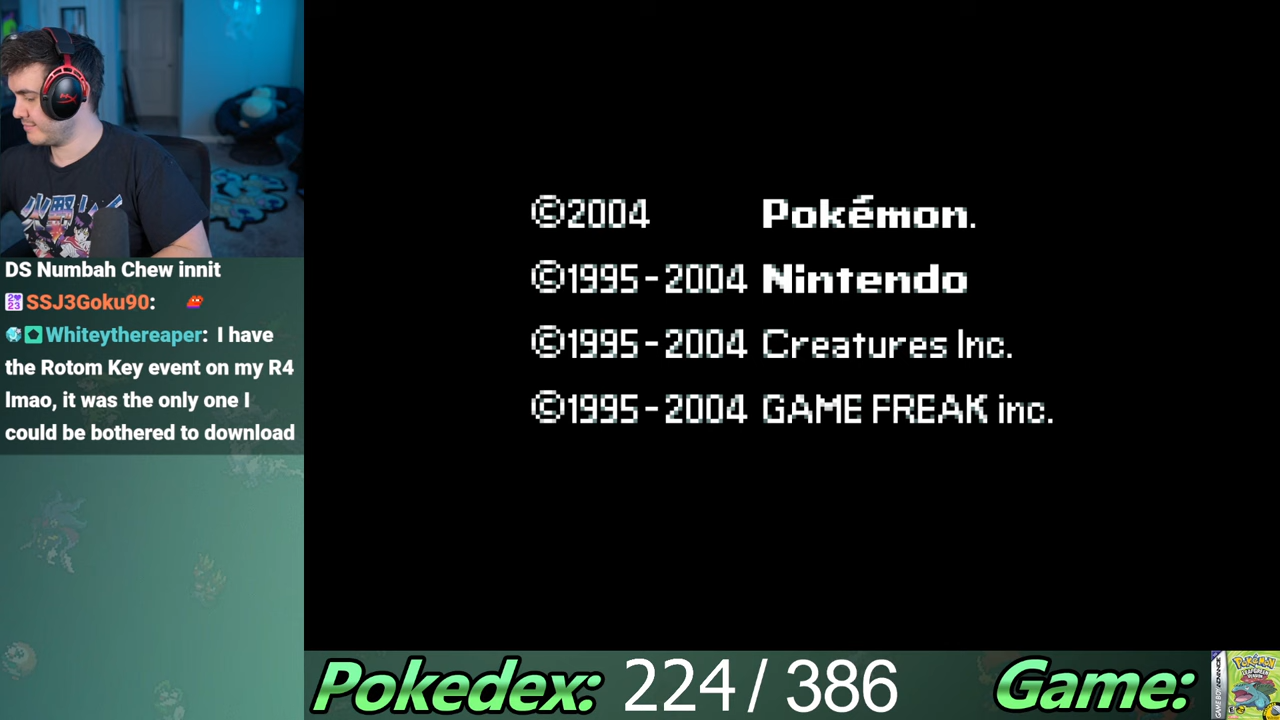 DS Numbah Chew innit
SSJ3Goku90:
Whiteythereaper: I have
the Rotom Key event on my R4
lmao, it was the only one I
could be bothered to download
©2004 Pokémon.
©1995-2004 Nintendo
©1995-2004 Creatures Inc.
©1995-2004 GAME FREAK inc.
Pokedex: 224 / 386 Game:
POKéMON